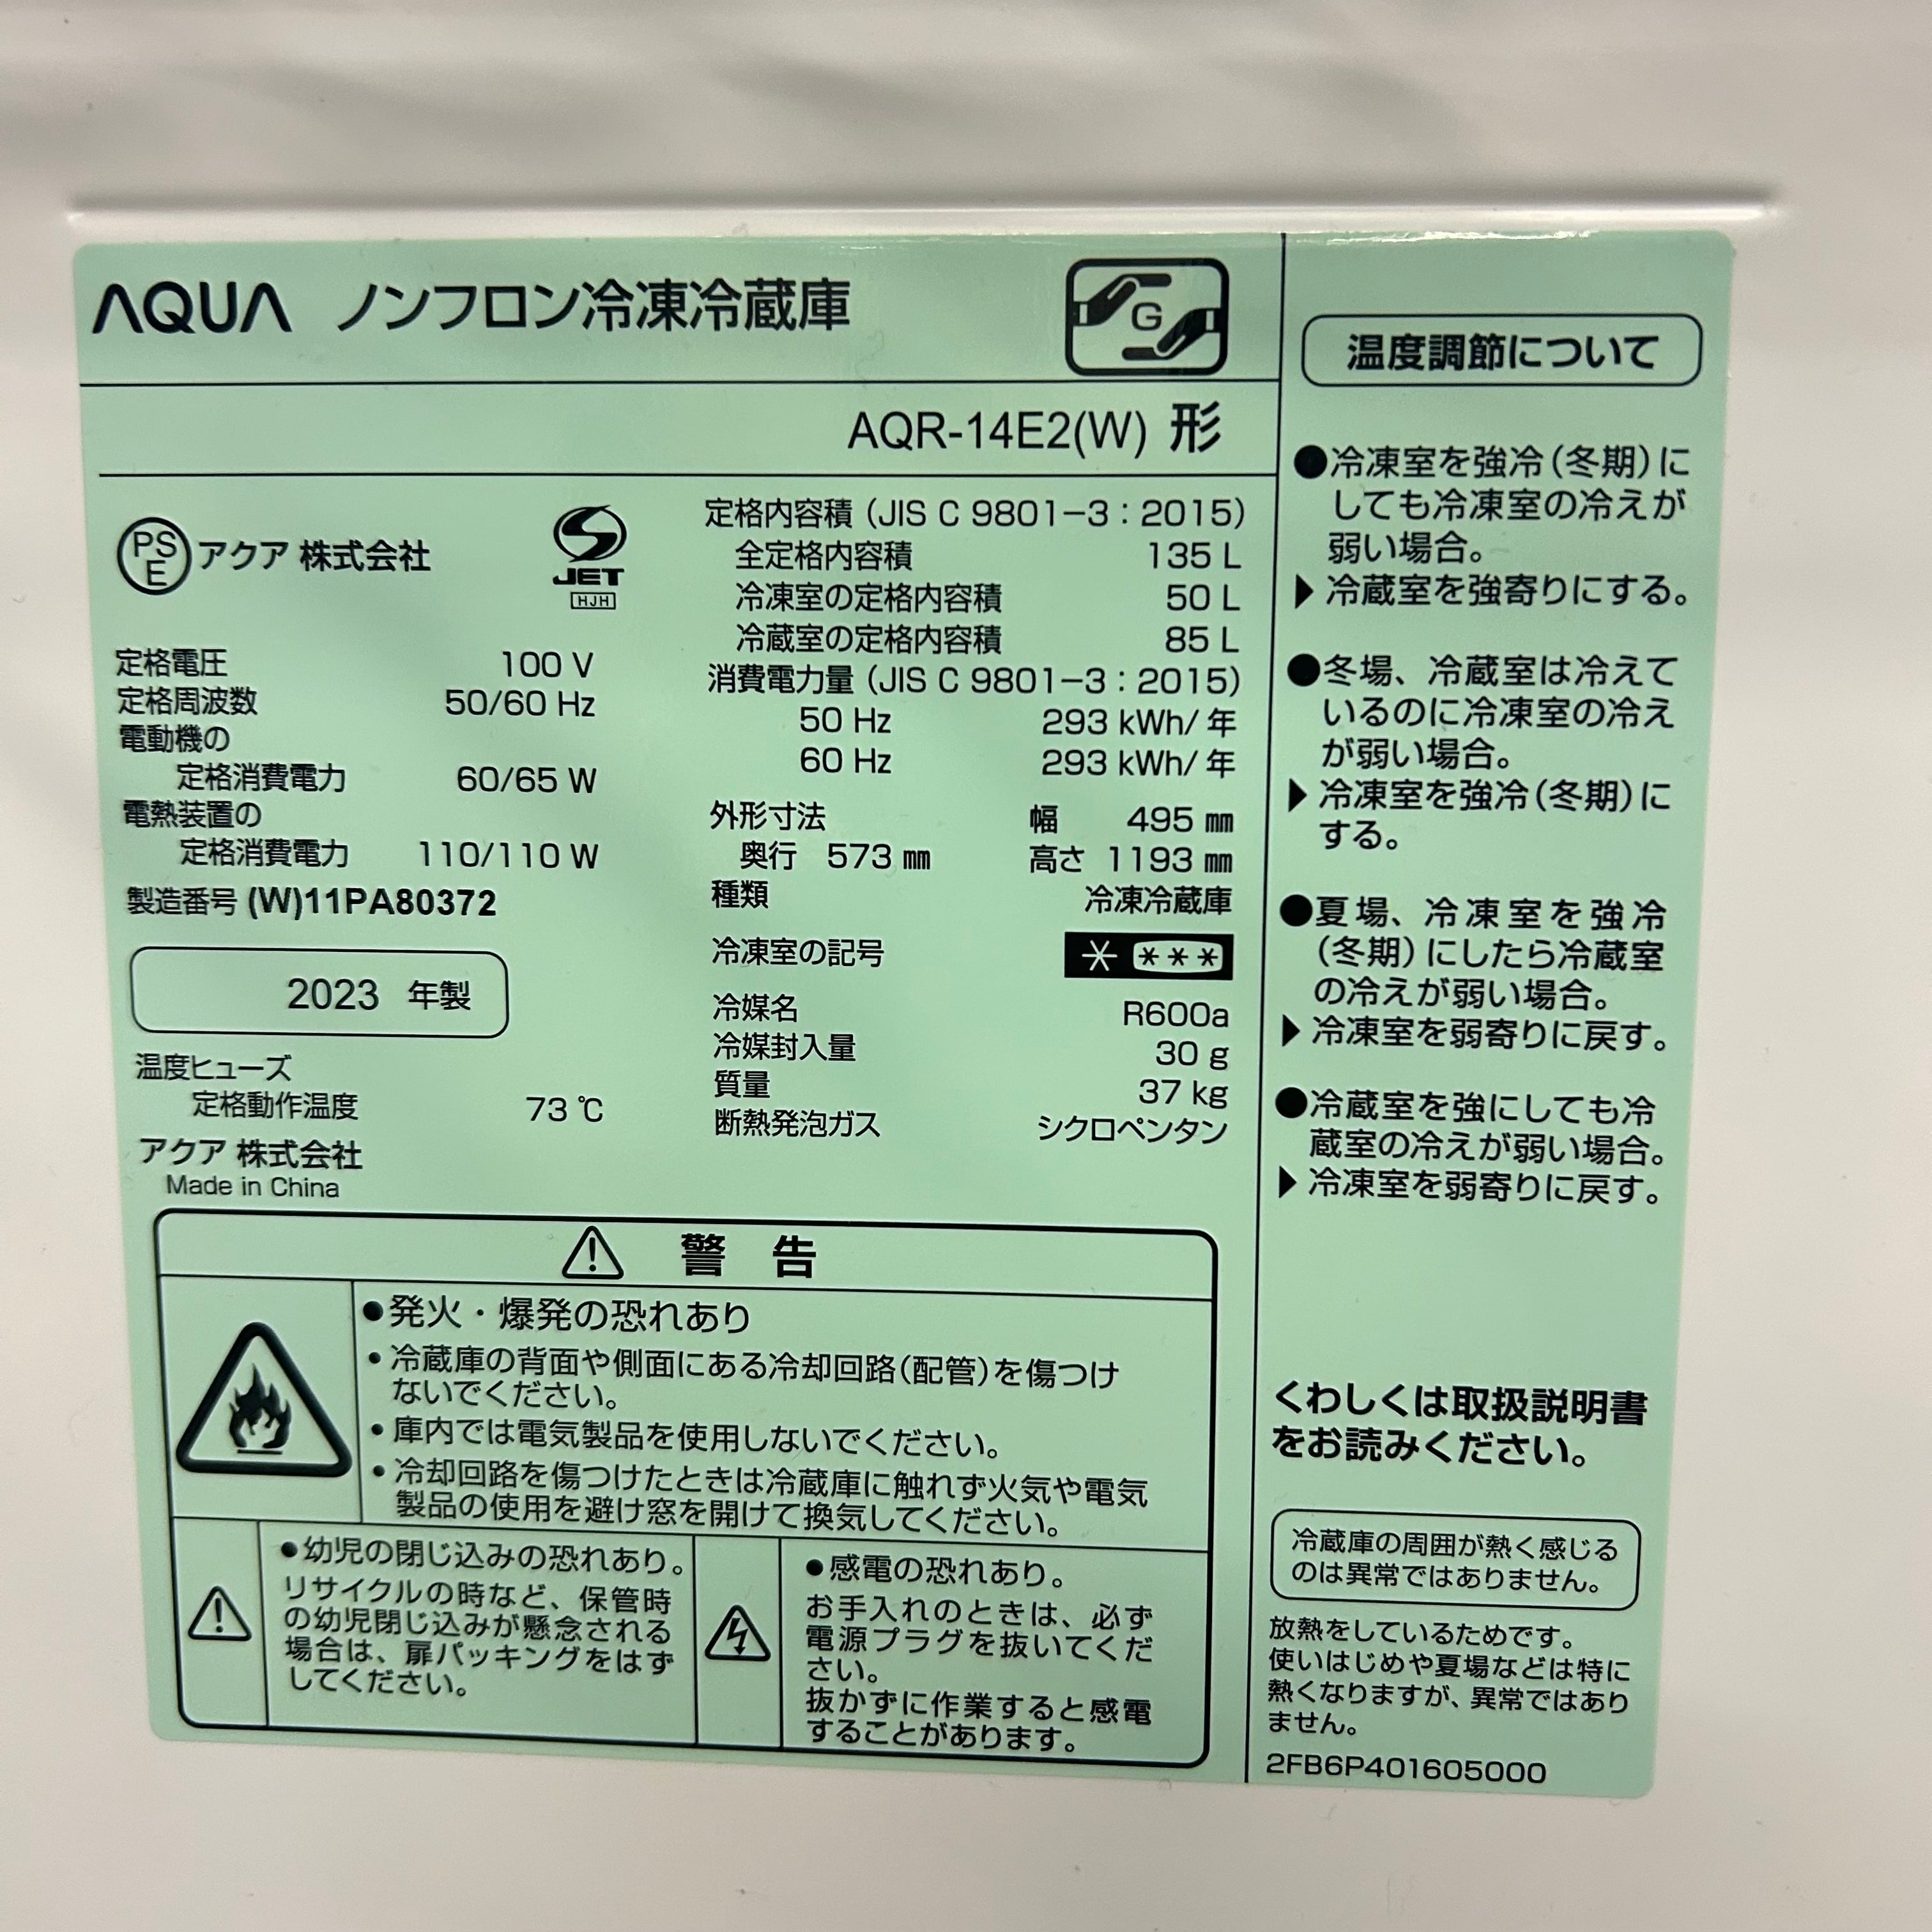 AQUA ノンフロン冷凍冷蔵庫
G
AQR-14E2(W) 形
PS
E
アクア 株式会社
JET
HJH
定格電圧 100 V
定格周波数 50/60 Hz
電動機の
定格消費電力 60/65 W
電熱装置の
定格消費電力 110/110 W
製造番号 (W)11PA80372
2023 年製
温度ヒューズ
定格動作温度 73 ℃
アクア 株式会社
Made in China
定格内容積 (JIS C 9801-3:2015)
全定格内容積 135 L
冷凍室の定格内容積 50 L
冷蔵室の定格内容積 85 L
消費電力量 (JIS C 9801-3:2015)
50 Hz 293 kWh/年
60 Hz 293 kWh/年
外形寸法 幅 495 ㎜
奥行 573 ㎜ 高さ 1193 ㎜
種類 冷凍冷蔵庫
冷凍室の記号 * ***
冷媒名 R600a
冷媒封入量 30 g
質量 37 kg
断熱発泡ガス シクロペンタン
警 告
●発火・爆発の恐れあり
・冷蔵庫の背面や側面にある冷却回路(配管)を傷つけ
ないでください。
・庫内では電気製品を使用しないでください。
・冷却回路を傷つけたときは冷蔵庫に触れず火気や電気
製品の使用を避け窓を開けて換気してください。
●幼児の閉じ込みの恐れあり。
リサイクルの時など、保管時
の幼児閉じ込みが懸念される
場合は、扉パッキングをはず
してください。
●感電の恐れあり。
お手入れのときは、必ず
電源プラグを抜いてくだ
さい。
抜かずに作業すると感電
することがあります。
温度調節について
●冷凍室を強冷(冬期)に
しても冷凍室の冷えが
弱い場合。
▶冷蔵室を強寄りにする。
●冬場、冷蔵室は冷えて
いるのに冷凍室の冷え
が弱い場合。
▶冷凍室を強冷(冬期)に
する。
●夏場、冷凍室を強冷
(冬期)にしたら冷蔵室
の冷えが弱い場合。
▶冷凍室を弱寄りに戻す。
●冷蔵室を強にしても冷
蔵室の冷えが弱い場合。
▶冷凍室を弱寄りに戻す。
くわしくは取扱説明書
をお読みください。
冷蔵庫の周囲が熱く感じる
のは異常ではありません。
放熱をしているためです。
使いはじめや夏場などは特に
熱くなりますが、異常ではあり
ません。
2FB6P401605000